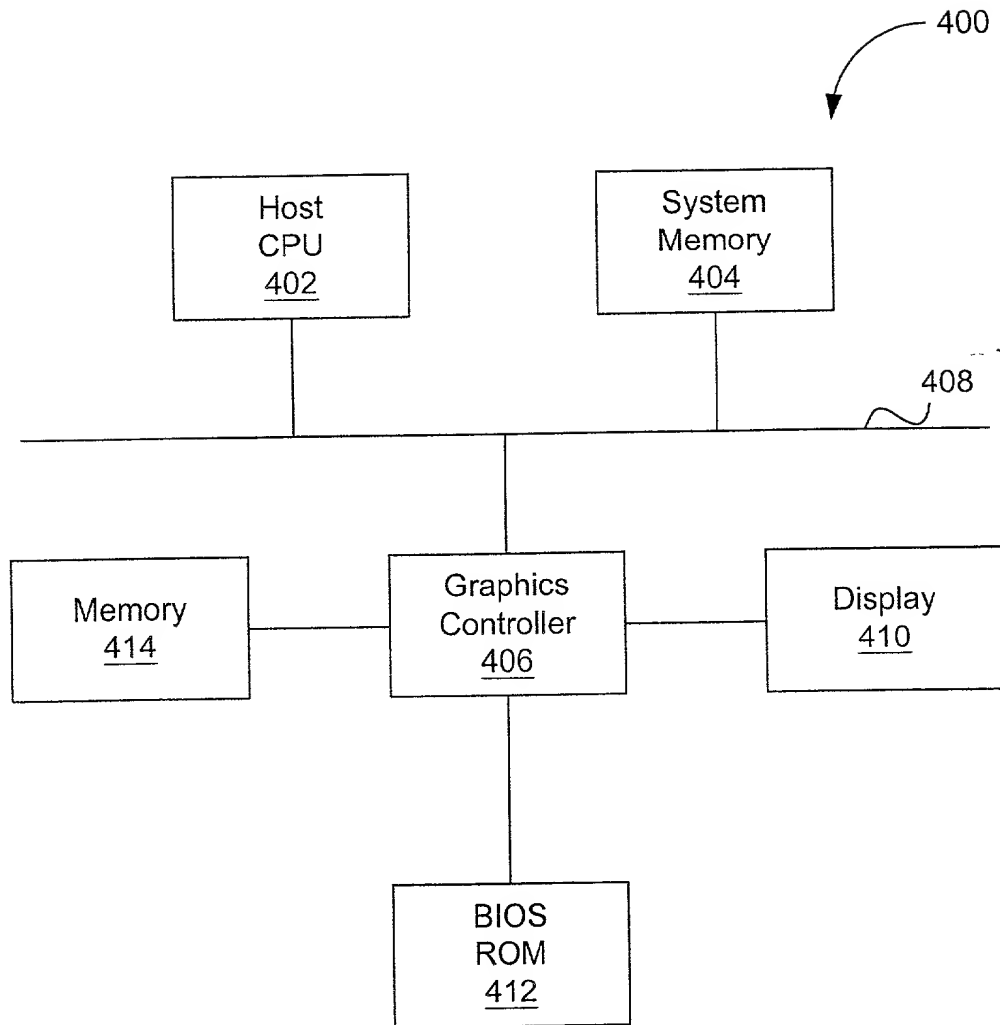 400
Host
CPU
402
System
Memory
404
408
Memory
414
Graphics
Controller
406
Display
410
BIOS
ROM
412